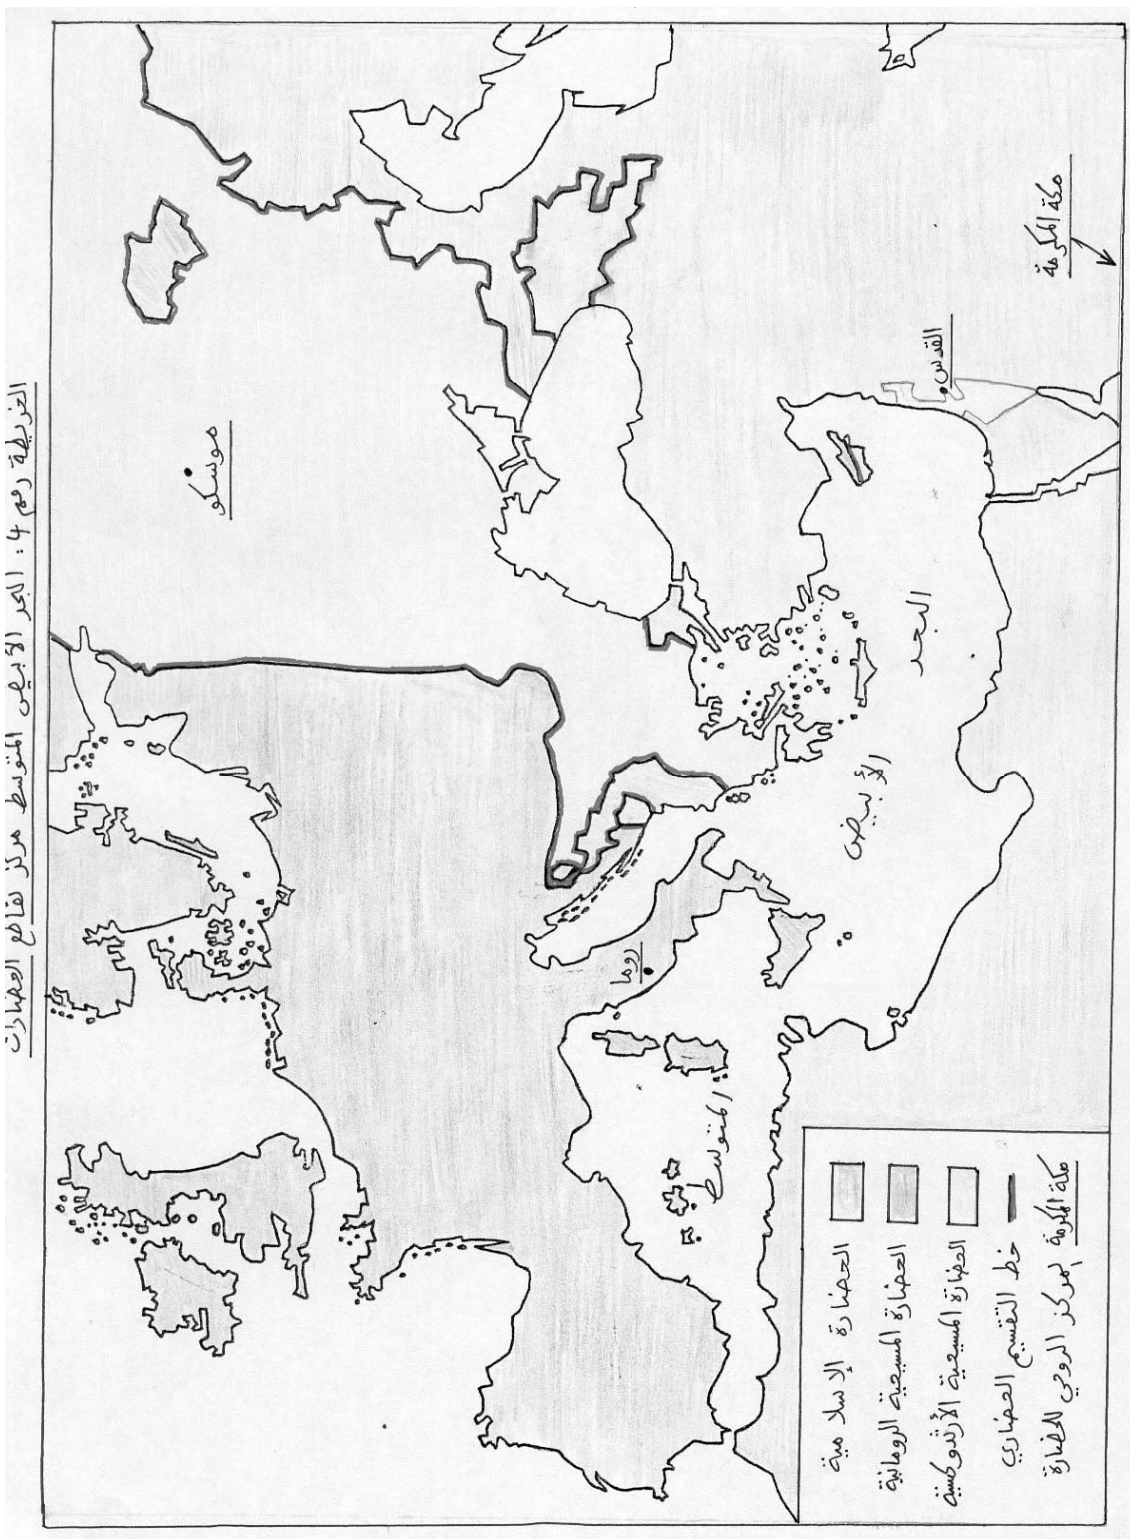 الخريطة رقم 4: البحر الأبيض المتوسط مركز تقاطع الحضارات
موسكو
مكة المكرمة
القدس
روما
البحر
الأبيض
المتوسط
الحضارة الإسلامية
الحضارة المسيحية الرومانية
الحضارة المسيحية الأرثدوكسية
خط التقسيم الحضاري
مكة المكرمة المركز الروحي للحضارة